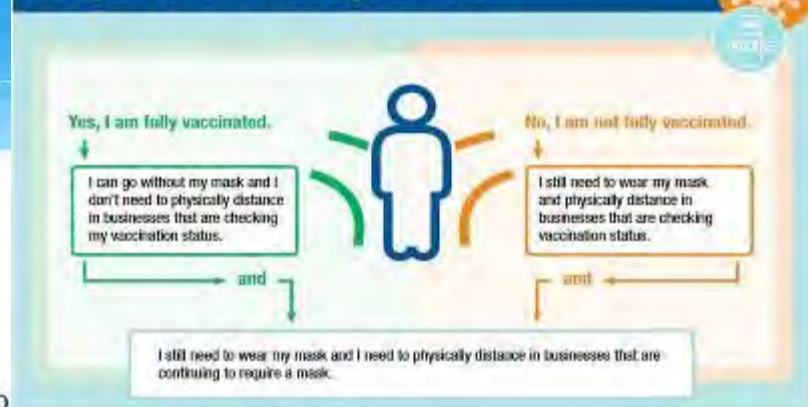 Yes, I am fully vaccinated.
No, I am not fully vaccinated.
I can go without my mask and I
don't need to physically distance
in businesses that are checking
my vaccination status.
I still need to wear my mask
and physically distance in
businesses that are checking
vaccination status.
and
and
I still need to wear my mask and I need to physically distance in businesses that are
continuing to require a mask.